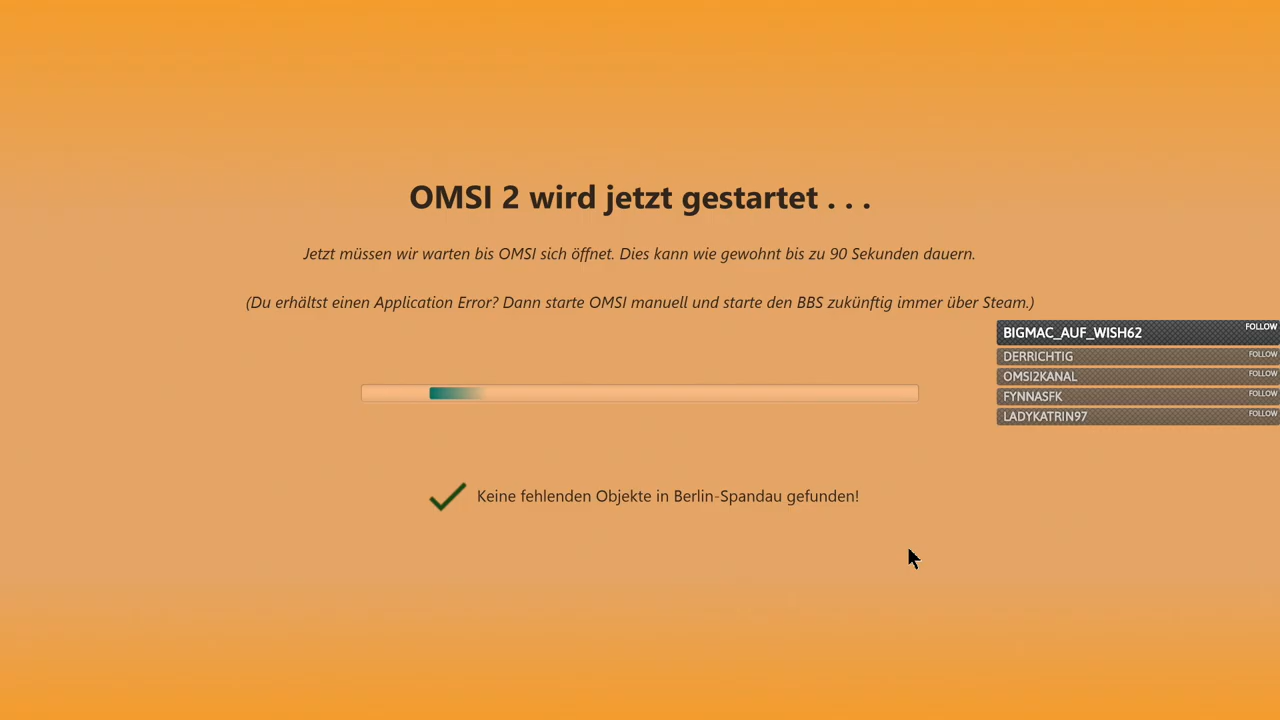 OMSI 2 wird jetzt gestartet . . .
Jetzt müssen wir warten bis OMSI sich öffnet. Dies kann wie gewohnt bis zu 90 Sekunden dauern.
(Du erhältst einen Application Error? Dann starte OMSI manuell und starte den BBS zukünftig immer über Steam.)
BIGMAC_AUF_WISH62 FOLLOW
DERRICHTIG FOLLOW
OMSI2KANAL FOLLOW
FYNNASFK FOLLOW
LADYKATRIN97 FOLLOW
Keine fehlenden Objekte in Berlin-Spandau gefunden!